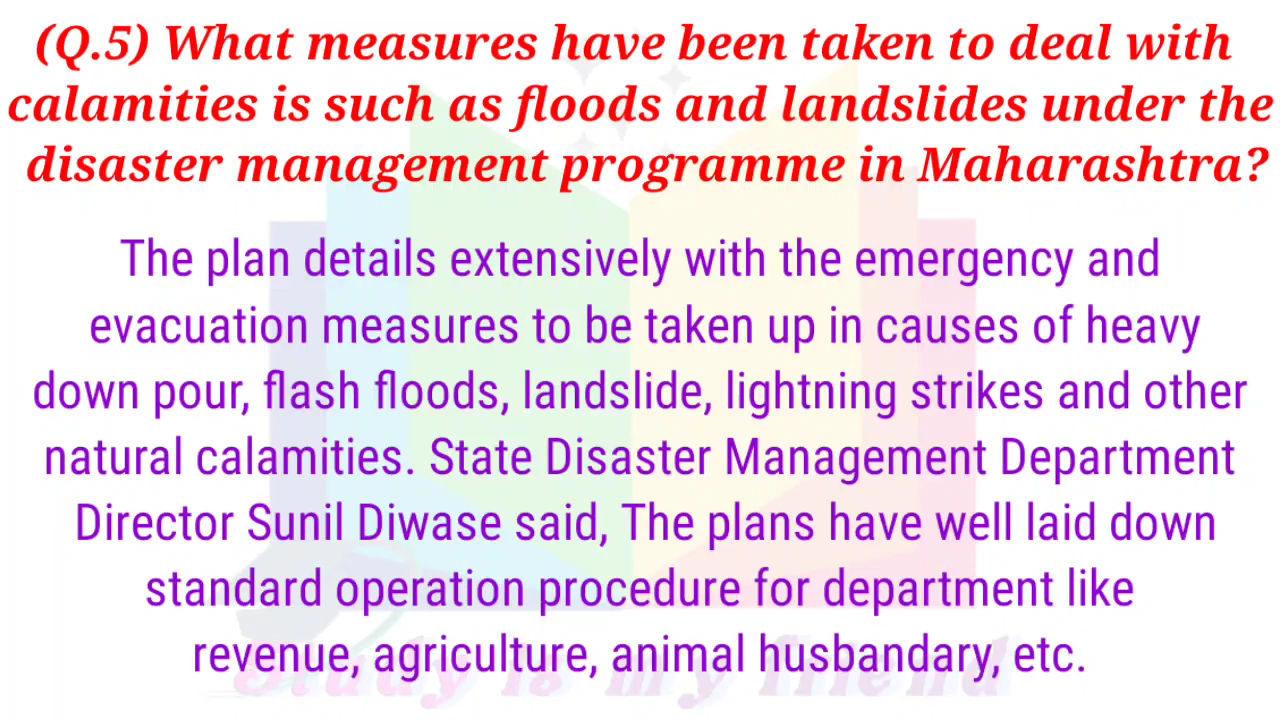 (Q.5) What measures have been taken to deal with
calamities is such as floods and landslides under the
disaster management programme in Maharashtra?
The plan details extensively with the emergency and
evacuation measures to be taken up in causes of heavy
down pour, flash floods, landslide, lightning strikes and other
natural calamities. State Disaster Management Department
Director Sunil Diwase said, The plans have well laid down
standard operation procedure for department like
revenue, agriculture, animal husbandary, etc.
Study is my friend